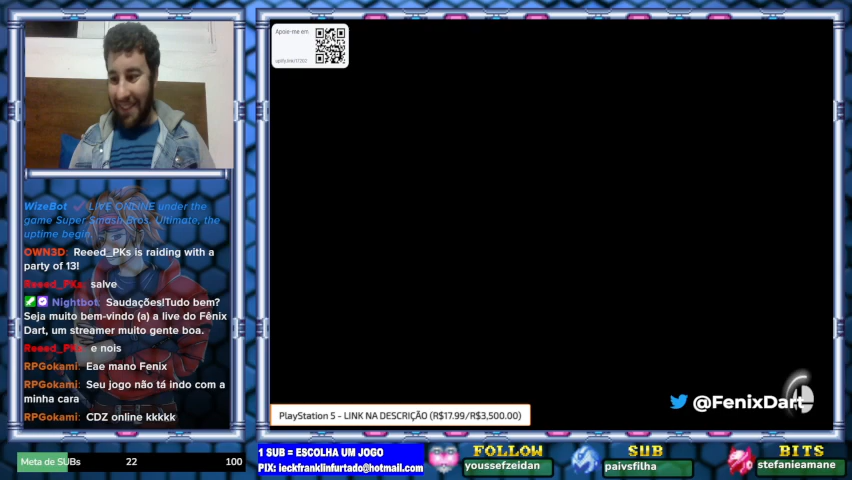 Apoie-me em
WizeBot ✓ LIVE ONLINE under the
game Super Smash Bros. Ultimate, the
uptime begin.
OWN3D: Reeed_PKs is raiding with a
party of 13!
Reeed_PKs: salve
Nightbot: Saudações!Tudo bem?
Seja muito bem-vindo (a) a live do Fênix
Dart, um streamer muito gente boa.
Reeed_PKs: e nois
RPGokami: Eae mano Fenix
RPGokami: Seu jogo não tá indo com a
minha cara
RPGokami: CDZ online kkkkk
PlayStation 5 - LINK NA DESCRIÇÃO (R$17.99/R$3,500.00)
@FenixDart
Meta de SUBs 22 100
1 SUB = ESCOLHA UM JOGO
PIX: ieckfranklinfurtado@hotmail.com
FOLLOW
youssefzeidan
SUB
paivsfilha
BITS
stefanieamane